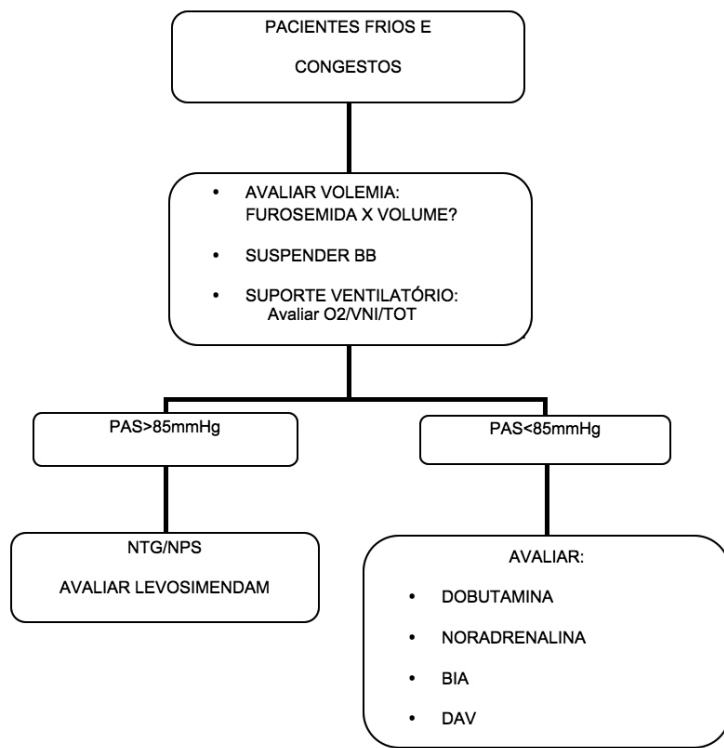 PACIENTES FRIOS E
CONGESTOS
• AVALIAR VOLEMIA:
FUROSEMIDA X VOLUME?
• SUSPENDER BB
• SUPORTE VENTILATÓRIO:
Avaliar O2/VNI/TOT
PAS>85mmHg
PAS<85mmHg
NTG/NPS
AVALIAR LEVOSIMENDAM
AVALIAR:
• DOBUTAMINA
• NORADRENALINA
• BIA
• DAV